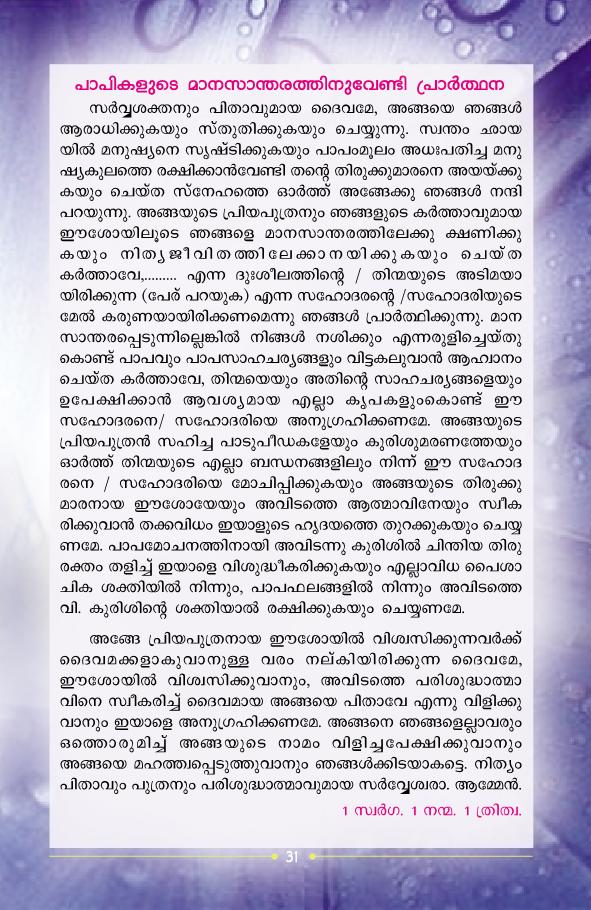 പാപികളുടെ മാനസാന്തരത്തിനുവേണ്ടി പ്രാർത്ഥന
സർവ്വശക്തനും പിതാവുമായ ദൈവമേ, അങ്ങയെ ഞങ്ങൾ
ആരാധിക്കുകയും സ്തുതിക്കുകയും ചെയ്യുന്നു. സ്വന്തം ഛായ
യിൽ മനുഷ്യനെ സൃഷ്ടിക്കുകയും പാപംമൂലം അധഃപതിച്ച മനു
ഷ്യകുലത്തെ രക്ഷിക്കാൻവേണ്ടി തന്റെ തിരുക്കുമാരനെ അയയ്ക്കു
കയും ചെയ്ത സ്നേഹത്തെ ഓർത്ത് അങ്ങേക്കു ഞങ്ങൾ നന്ദി
പറയുന്നു. അങ്ങയുടെ പ്രിയപുത്രനും ഞങ്ങളുടെ കർത്താവുമായ
ഈശോയിലൂടെ ഞങ്ങളെ മാനസാന്തരത്തിലേക്കു ക്ഷണിക്കു
കയും നിത്യജീവിതത്തിലേക്കാനയിക്കുകയും ചെയ്ത
കർത്താവേ,......... എന്ന ദുഃശീലത്തിന്റെ / തിന്മയുടെ അടിമയാ
യിരിക്കുന്ന (പേര് പറയുക) എന്ന സഹോദരന്റെ /സഹോദരിയുടെ
മേൽ കരുണയായിരിക്കണമെന്നു ഞങ്ങൾ പ്രാർത്ഥിക്കുന്നു. മാന
സാന്തരപ്പെടുന്നില്ലെങ്കിൽ നിങ്ങൾ നശിക്കും എന്നരുളിച്ചെയ്തു
കൊണ്ട് പാപവും പാപസാഹചര്യങ്ങളും വിട്ടകലുവാൻ ആഹ്വാനം
ചെയ്ത കർത്താവേ, തിന്മയെയും അതിന്റെ സാഹചര്യങ്ങളെയും
ഉപേക്ഷിക്കാൻ ആവശ്യമായ എല്ലാ കൃപകളുംകൊണ്ട് ഈ
സഹോദരനെ/ സഹോദരിയെ അനുഗ്രഹിക്കണമേ. അങ്ങയുടെ
പ്രിയപുത്രൻ സഹിച്ച പാടുപീഡകളേയും കുരിശുമരണത്തേയും
ഓർത്ത് തിന്മയുടെ എല്ലാ ബന്ധനങ്ങളിലും നിന്ന് ഈ സഹോദ
രനെ / സഹോദരിയെ മോചിപ്പിക്കുകയും അങ്ങയുടെ തിരുക്കു
മാരനായ ഈശോയേയും അവിടത്തെ ആത്മാവിനേയും സ്വീക
രിക്കുവാൻ തക്കവിധം ഇയാളുടെ ഹൃദയത്തെ തുറക്കുകയും ചെയ്യ
ണമേ. പാപമോചനത്തിനായി അവിടന്നു കുരിശിൽ ചിന്തിയ തിരു
രക്തം തളിച്ച് ഇയാളെ വിശുദ്ധീകരിക്കുകയും എല്ലാവിധ പൈശാ
ചിക ശക്തിയിൽ നിന്നും, പാപഫലങ്ങളിൽ നിന്നും അവിടത്തെ
വി. കുരിശിന്റെ ശക്തിയാൽ രക്ഷിക്കുകയും ചെയ്യണമേ.
അങ്ങേ പ്രിയപുത്രനായ ഈശോയിൽ വിശ്വസിക്കുന്നവർക്ക്
ദൈവമക്കളാകുവാനുള്ള വരം നല്കിയിരിക്കുന്ന ദൈവമേ,
ഈശോയിൽ വിശ്വസിക്കുവാനും, അവിടത്തെ പരിശുദ്ധാത്മാ
വിനെ സ്വീകരിച്ച് ദൈവമായ അങ്ങയെ പിതാവേ എന്നു വിളിക്കു
വാനും ഇയാളെ അനുഗ്രഹിക്കണമേ. അങ്ങനെ ഞങ്ങളെല്ലാവരും
ഒത്തൊരുമിച്ച് അങ്ങയുടെ നാമം വിളിച്ചപേക്ഷിക്കുവാനും
അങ്ങയെ മഹത്ത്വപ്പെടുത്തുവാനും ഞങ്ങൾക്കിടയാകട്ടെ. നിത്യം
പിതാവും പുത്രനും പരിശുദ്ധാത്മാവുമായ സർവ്വേശ്വരാ. ആമ്മേൻ.
1 സ്വർഗ. 1 നന്മ. 1 ത്രിത്വ.
31